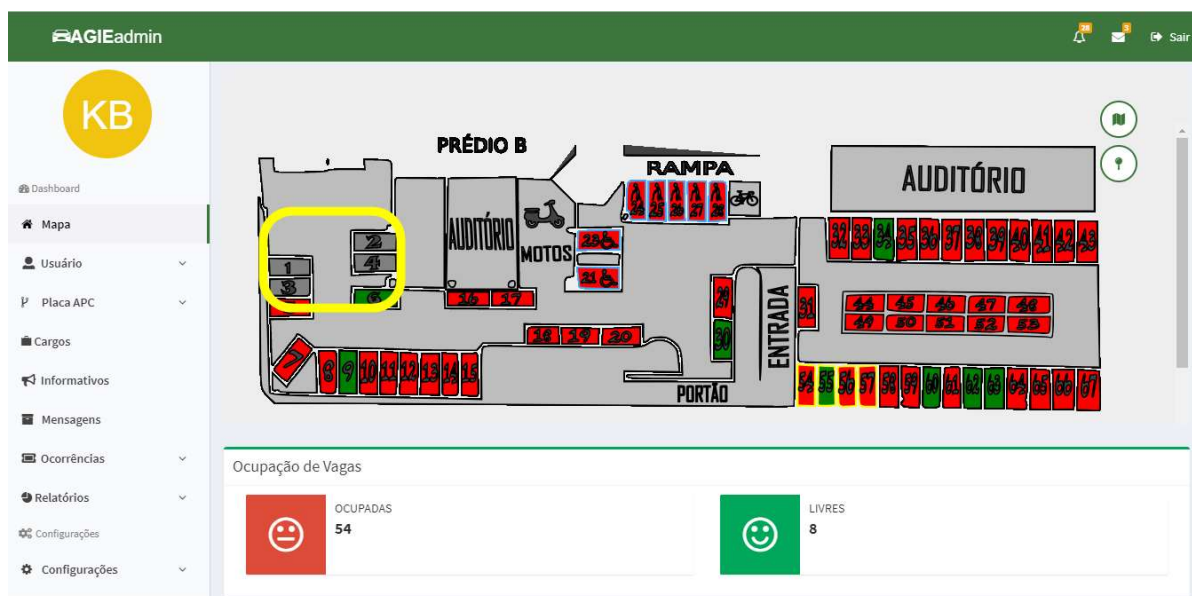 AGIEadmin
28
3
Sair
KB
Dashboard
Mapa
Usuário
Placa APC
Cargos
Informativos
Mensagens
Ocorrências
Relatórios
Configurações
Configurações
PRÉDIO B
RAMPA
AUDITÓRIO
25 26 27 28
32 33 34 35 36 37 38 39 40 41 42 43
AUDITÓRIO
MOTOS
23
21
2
4
1
3
6
16 17
29
30
ENTRADA
31
44 45 46 47 48
49 50 51 52 53
18 19 20
7 8 9 10 11 12 13 14 15
PORTÃO
54 55 56 57 58 59 60 61 62 63 64 65 66 67
Ocupação de Vagas
OCUPADAS
54
LIVRES
8